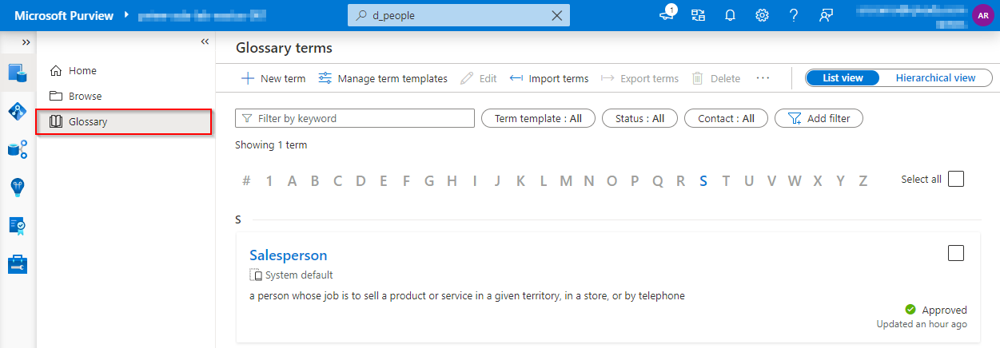 Microsoft Purview
d_people
1
AR
Glossary terms
Home
Browse
Glossary
New term
Manage term templates
Edit
Import terms
Export terms
Delete
List view
Hierarchical view
Filter by keyword
Term template : All
Status : All
Contact : All
Add filter
Showing 1 term
# 1 A B C D E F G H I J K L M N O P Q R S T U V W X Y Z
Select all
S
Salesperson
System default
a person whose job is to sell a product or service in a given territory, in a store, or by telephone
Approved
Updated an hour ago